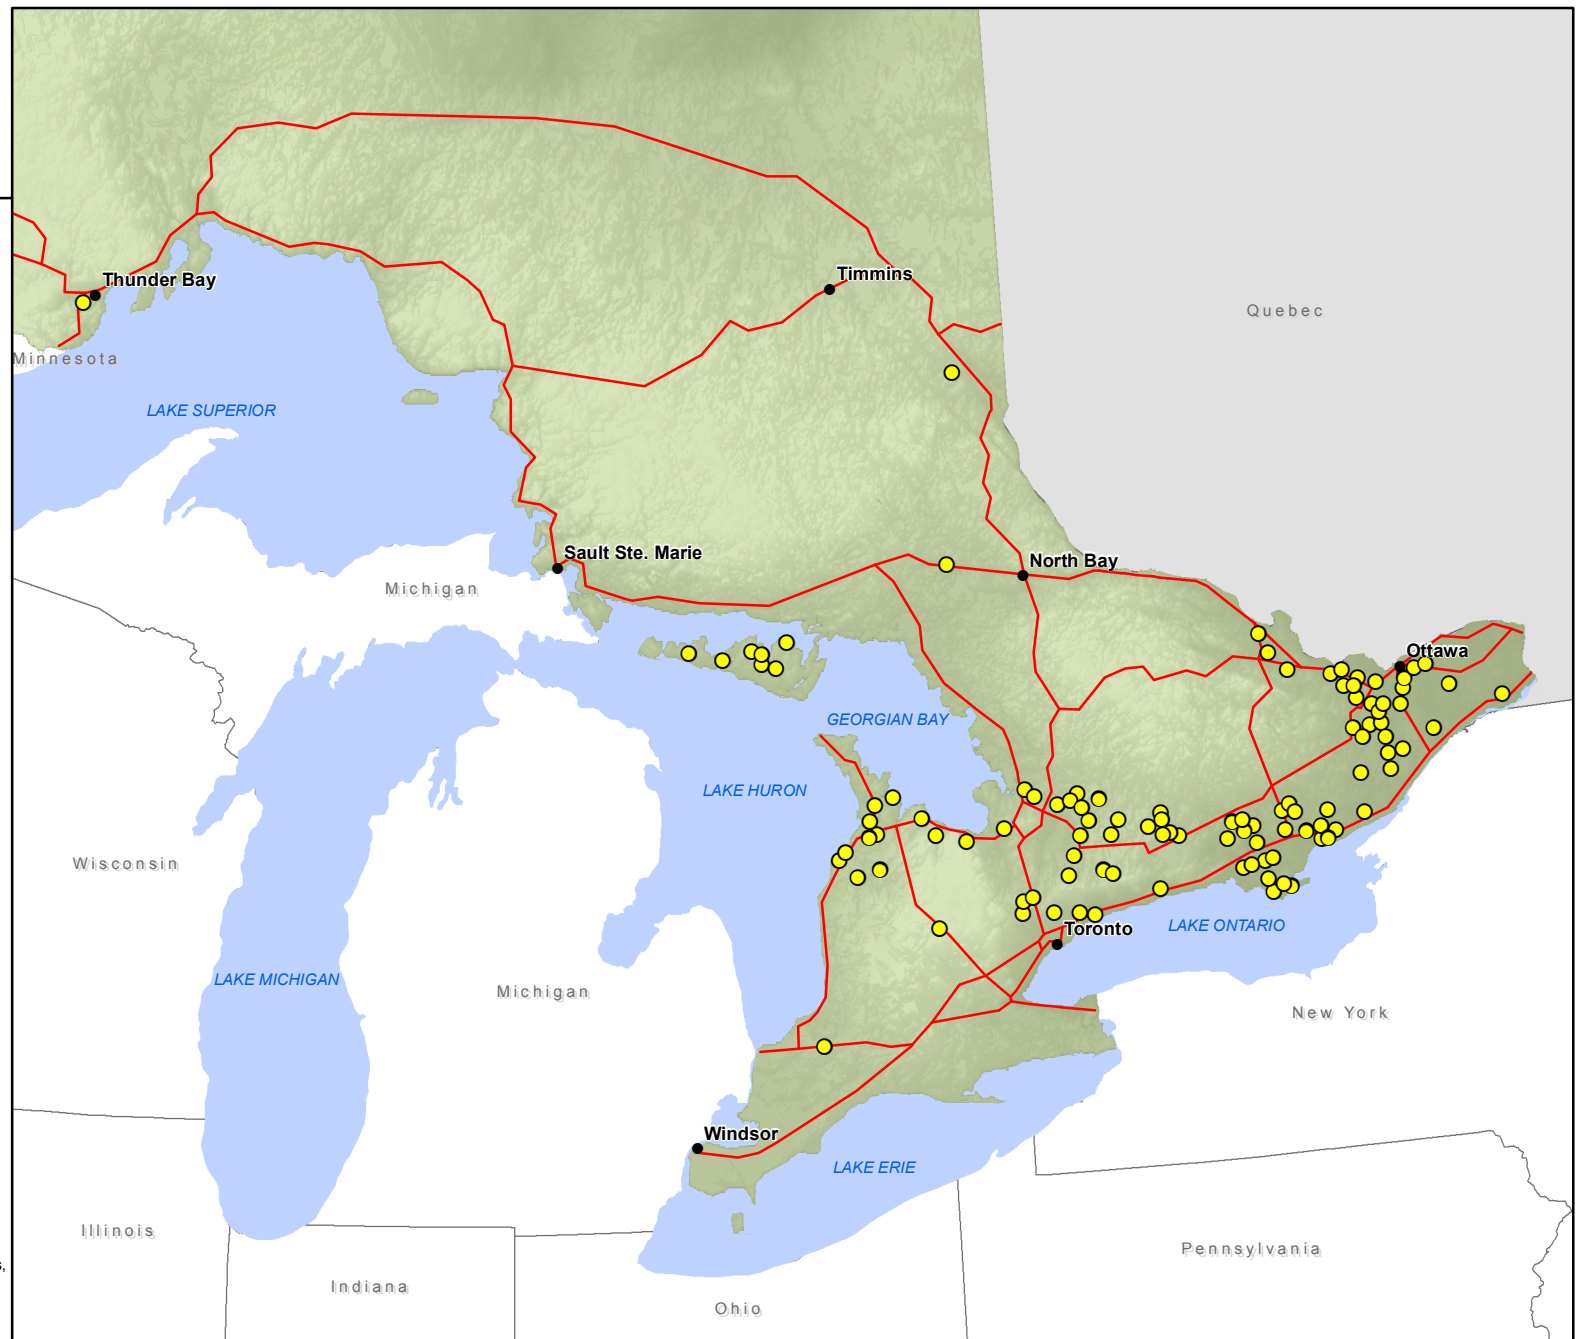 Thunder Bay
Timmins
Quebec
Minnesota
LAKE SUPERIOR
Sault Ste. Marie
North Bay
Michigan
Ottawa
GEORGIAN BAY
LAKE HURON
Wisconsin
Toronto
LAKE ONTARIO
LAKE MICHIGAN
Michigan
New York
Windsor
LAKE ERIE
Illinois
Pennsylvania
s,
Indiana
Ohio